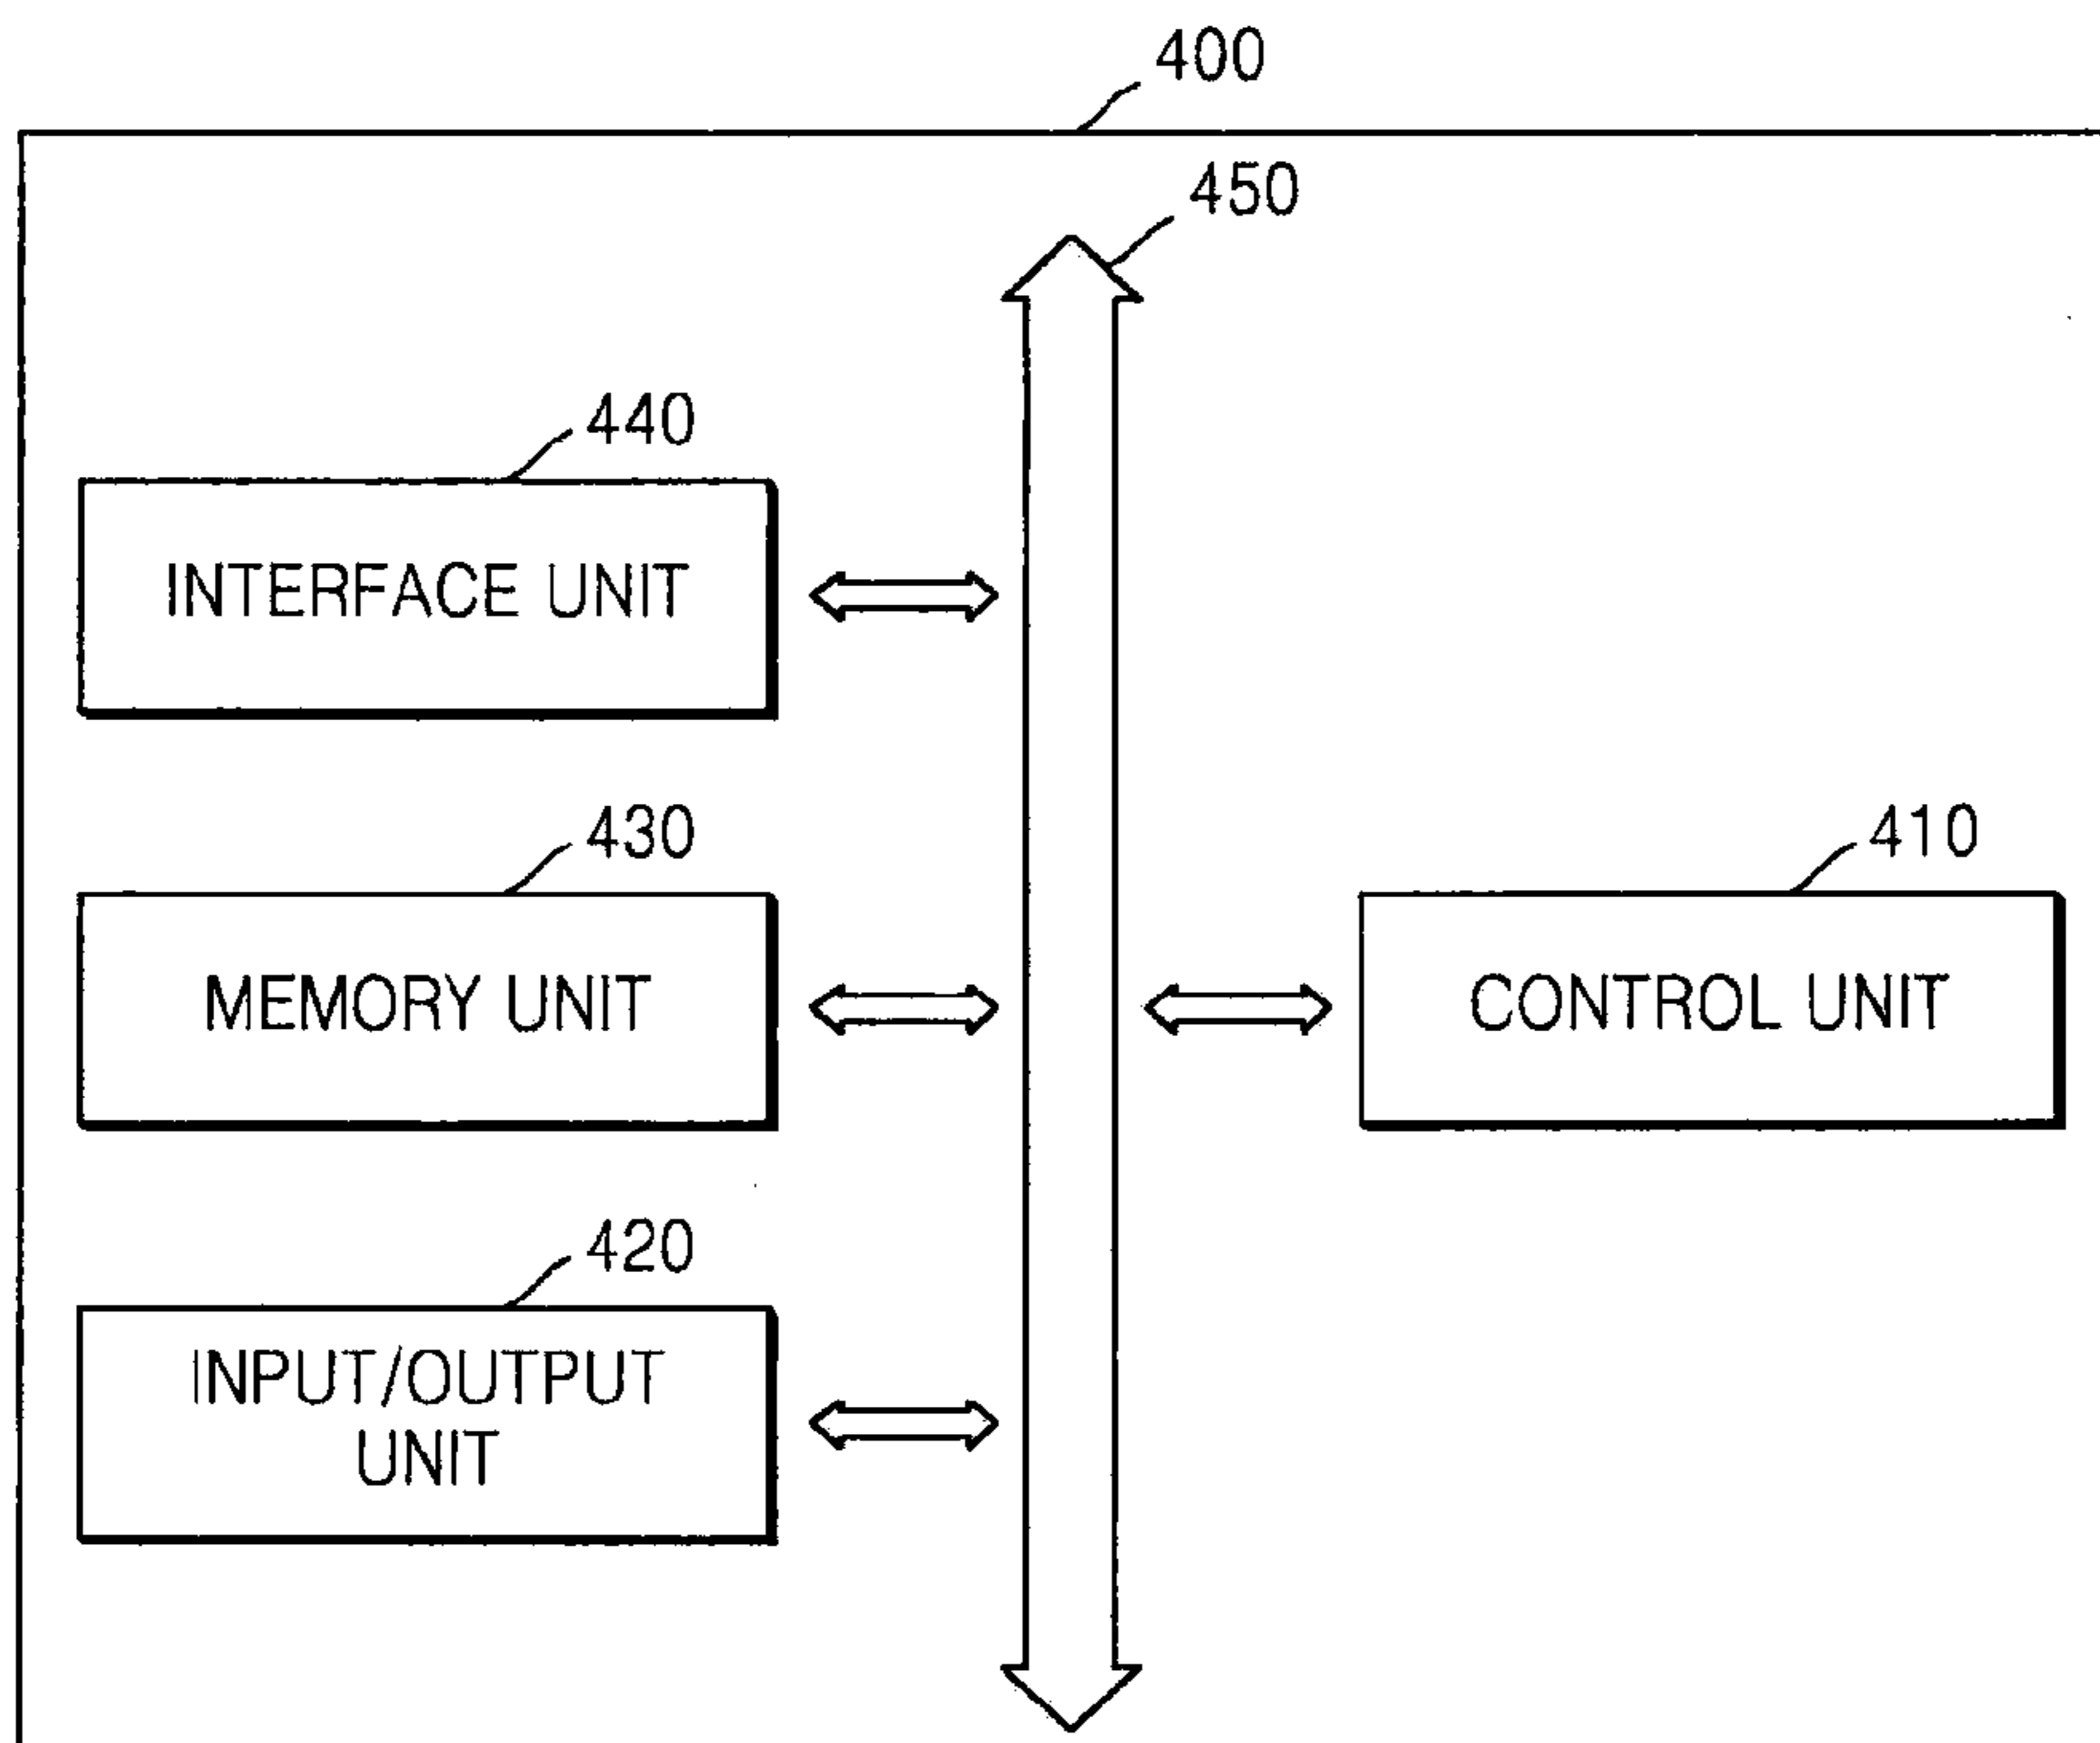 400
450
440
INTERFACE UNIT
430
MEMORY UNIT
410
CONTROL UNIT
420
INPUT/OUTPUT
UNIT